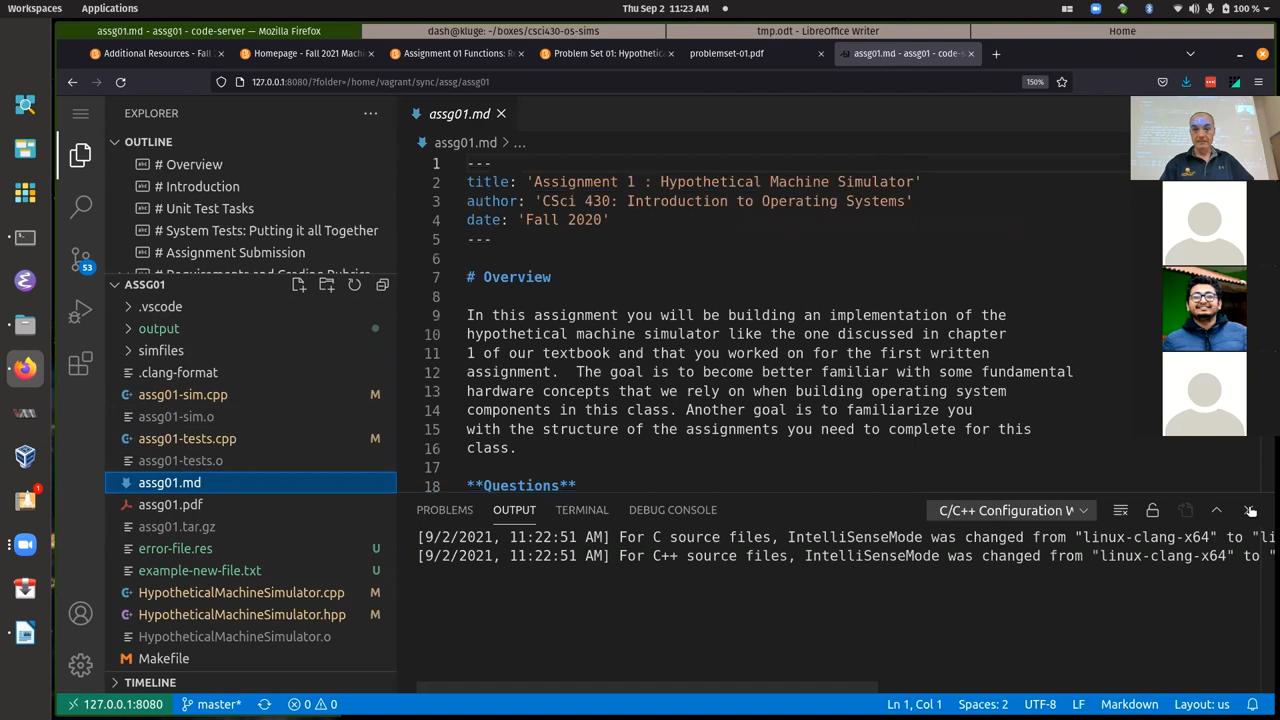 Workspaces Applications Thu Sep 2 11:23 AM 100 %
assg01.md - assg01 - code-server — Mozilla Firefox dash@kluge: ~/boxes/csci430-os-sims tmp.odt - LibreOffice Writer Home
Additional Resources - Fall Homepage - Fall 2021 Machin Assignment 01 Functions: Re Problem Set 01: Hypothetica problemset-01.pdf assg01.md - assg01 - code-s
127.0.0.1:8080/?folder=/home/vagrant/sync/assg/assg01 150%
EXPLORER
OUTLINE
# Overview
# Introduction
# Unit Test Tasks
# System Tests: Putting it all Together
# Assignment Submission
# Requirements and Grading Rubrics
53
ASSG01
.vscode
output
simfiles
.clang-format
assg01-sim.cpp M
assg01-sim.o
assg01-tests.cpp M
assg01-tests.o
assg01.md
assg01.pdf
assg01.tar.gz
error-file.res U
example-new-file.txt U
HypotheticalMachineSimulator.cpp M
HypotheticalMachineSimulator.hpp M
HypotheticalMachineSimulator.o
Makefile
TIMELINE
assg01.md
assg01.md > ...
1 ---
2 title: 'Assignment 1 : Hypothetical Machine Simulator'
3 author: 'CSci 430: Introduction to Operating Systems'
4 date: 'Fall 2020'
5 ---
6
7 # Overview
8
9 In this assignment you will be building an implementation of the
10 hypothetical machine simulator like the one discussed in chapter
11 1 of our textbook and that you worked on for the first written
12 assignment.  The goal is to become better familiar with some fundamental
13 hardware concepts that we rely on when building operating system
14 components in this class. Another goal is to familiarize you
15 with the structure of the assignments you need to complete for this
16 class.
17
18 **Questions**
PROBLEMS OUTPUT TERMINAL DEBUG CONSOLE C/C++ Configuration W
[9/2/2021, 11:22:51 AM] For C source files, IntelliSenseMode was changed from "linux-clang-x64" to "li
[9/2/2021, 11:22:51 AM] For C++ source files, IntelliSenseMode was changed from "linux-clang-x64" to "
127.0.0.1:8080 master* 0 0 Ln 1, Col 1 Spaces: 2 UTF-8 LF Markdown Layout: us
1